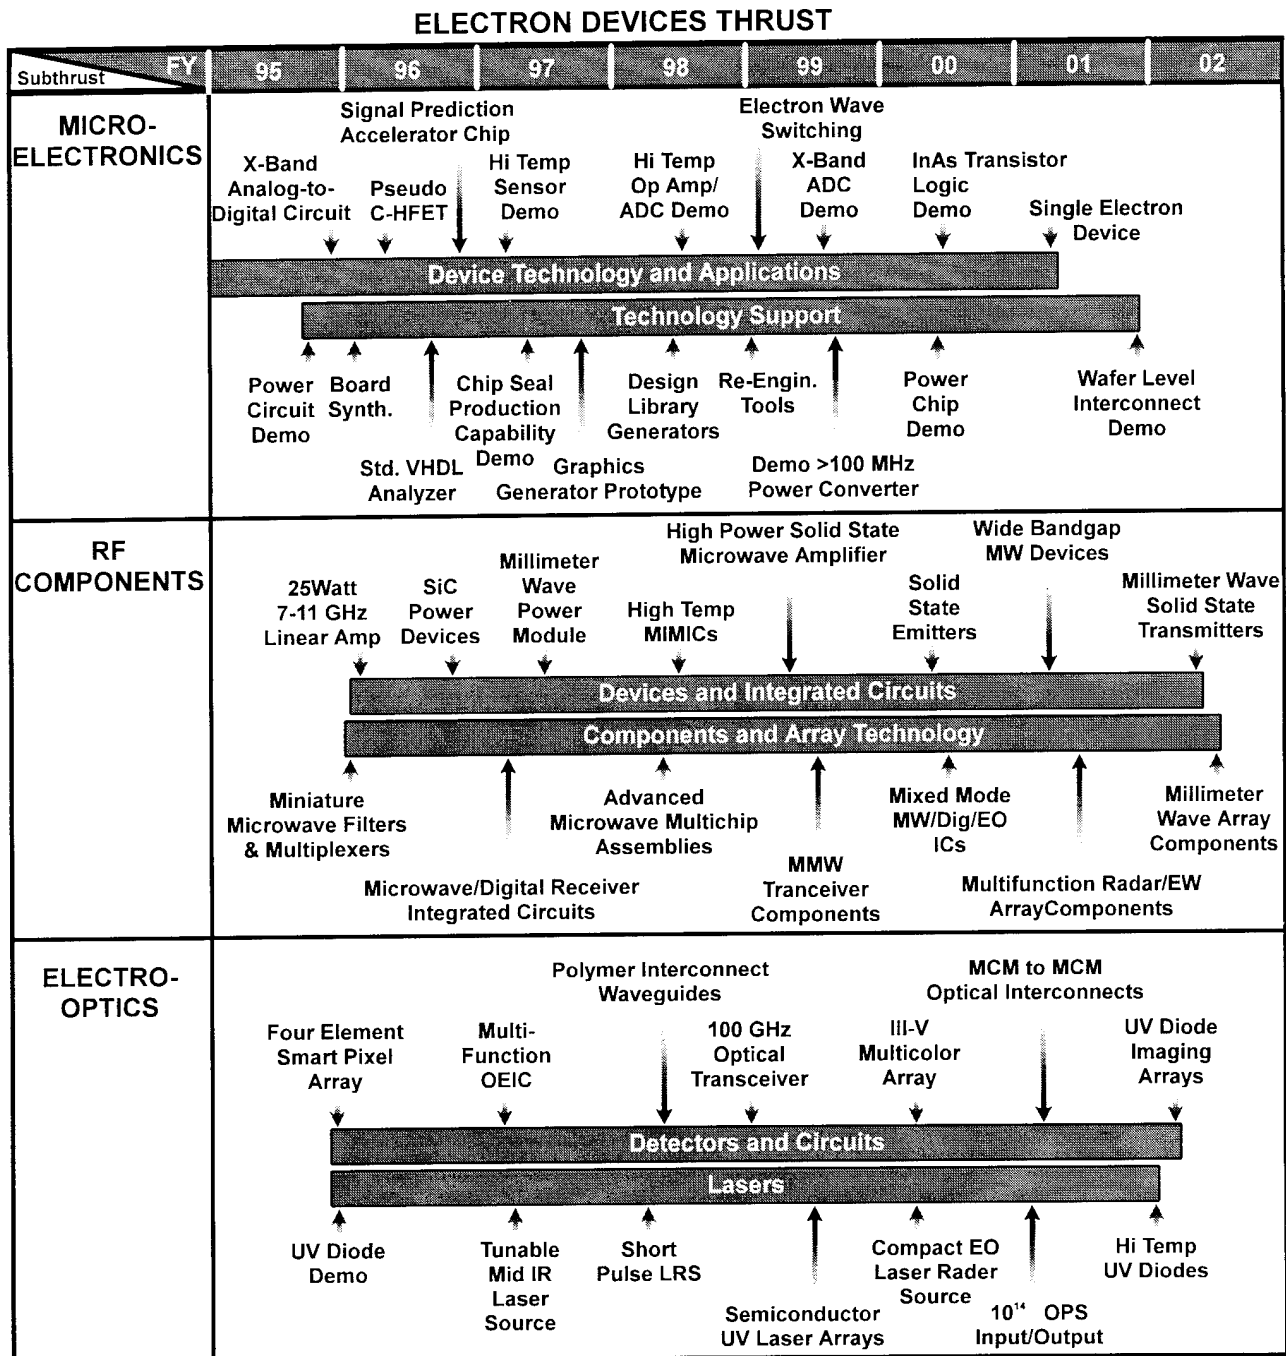 ELECTRON DEVICES THRUST
Subthrust FY 95 96 97 98 99 00 01 02
MICRO-
ELECTRONICS
Signal Prediction
Accelerator Chip
Electron Wave
Switching
X-Band
Analog-to-
Digital Circuit
Pseudo
C-HFET
Hi Temp
Sensor
Demo
Hi Temp
Op Amp/
ADC Demo
X-Band
ADC
Demo
InAs Transistor
Logic
Demo
Single Electron
Device
Device Technology and Applications
Technology Support
Power
Circuit
Demo
Board
Synth.
Std. VHDL
Analyzer
Chip Seal
Production
Capability
Demo
Graphics
Generator Prototype
Design
Library
Generators
Re-Engin.
Tools
Demo >100 MHz
Power Converter
Power
Chip
Demo
Wafer Level
Interconnect
Demo
RF
COMPONENTS
High Power Solid State
Microwave Amplifier
Wide Bandgap
MW Devices
25Watt
7-11 GHz
Linear Amp
SiC
Power
Devices
Millimeter
Wave
Power
Module
High Temp
MIMICs
Solid
State
Emitters
Millimeter Wave
Solid State
Transmitters
Devices and Integrated Circuits
Components and Array Technology
Miniature
Microwave Filters
& Multiplexers
Microwave/Digital Receiver
Integrated Circuits
Advanced
Microwave Multichip
Assemblies
MMW
Tranceiver
Components
Mixed Mode
MW/Dig/EO
ICs
Multifunction Radar/EW
ArrayComponents
Millimeter
Wave Array
Components
ELECTRO-
OPTICS
Polymer Interconnect
Waveguides
MCM to MCM
Optical Interconnects
Four Element
Smart Pixel
Array
Multi-
Function
OEIC
100 GHz
Optical
Transceiver
III-V
Multicolor
Array
UV Diode
Imaging
Arrays
Detectors and Circuits
Lasers
UV Diode
Demo
Tunable
Mid IR
Laser
Source
Short
Pulse LRS
Semiconductor
UV Laser Arrays
Compact EO
Laser Rader
Source
10¹⁴ OPS
Input/Output
Hi Temp
UV Diodes